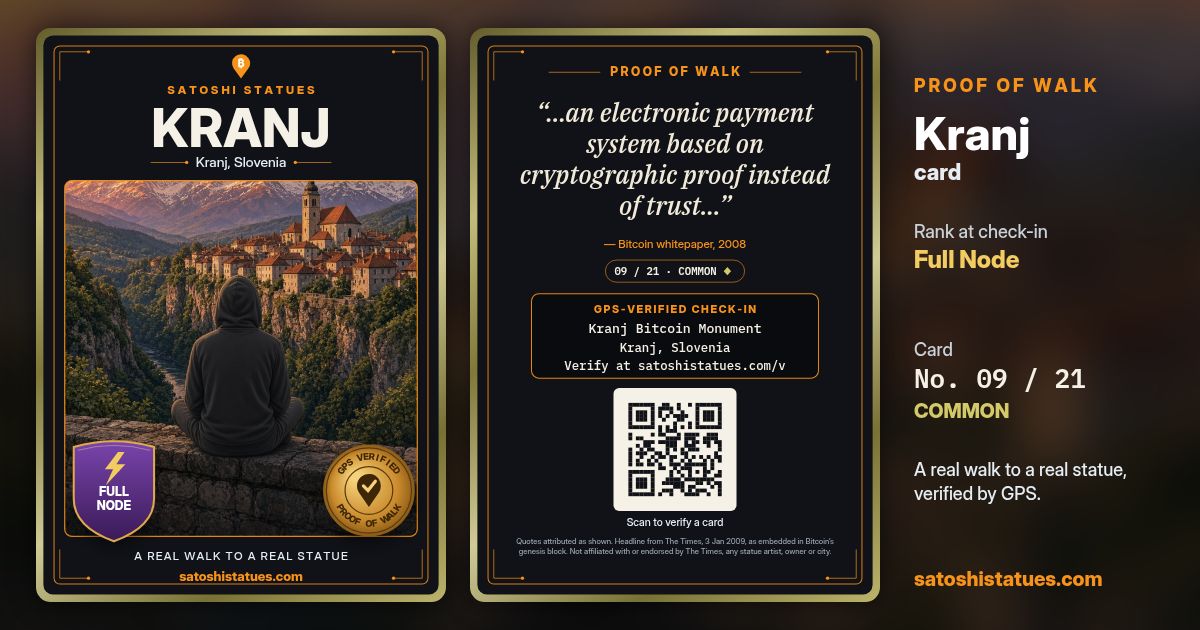 SATOSHI STATUES
KRANJ
Kranj, Slovenia
FULL
NODE
GPS VERIFIED
PROOF OF WALK
A REAL WALK TO A REAL STATUE
satoshistatues.com
PROOF OF WALK
“...an electronic payment
system based on
cryptographic proof instead
of trust...”
— Bitcoin whitepaper, 2008
09 / 21 · COMMON ◆
GPS-VERIFIED CHECK-IN
Kranj Bitcoin Monument
Kranj, Slovenia
Verify at satoshistatues.com/v
Scan to verify a card
Quotes attributed as shown. Headline from The Times, 3 Jan 2009, as embedded in Bitcoin's
genesis block. Not affiliated with or endorsed by The Times, any statue artist, owner or city.
PROOF OF WALK
Kranj
card
Rank at check-in
Full Node
Card
No. 09 / 21
COMMON
A real walk to a real statue,
verified by GPS.
satoshistatues.com